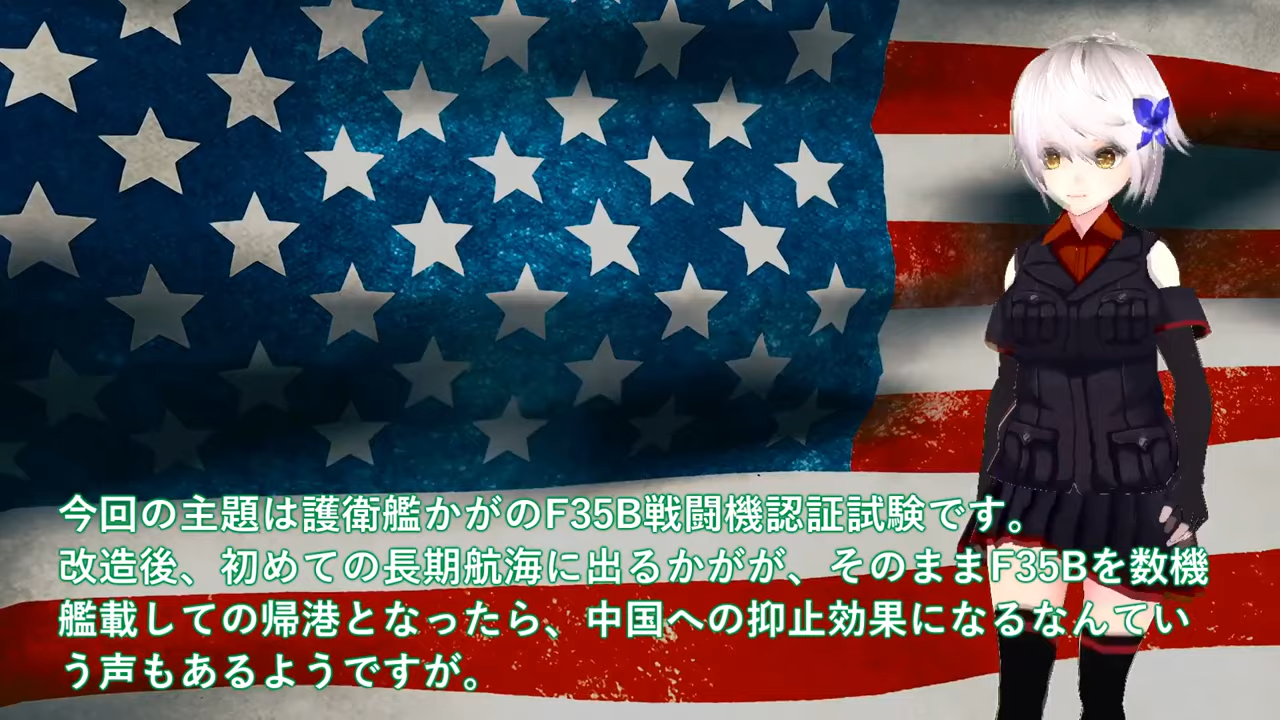 今回の主題は護衛艦かがのF35B戦闘機認証試験です。
改造後、初めての長期航海に出るかがが、そのままF35Bを数機
艦載しての帰港となったら、中国への抑止効果になるなんてい
う声もあるようですが。